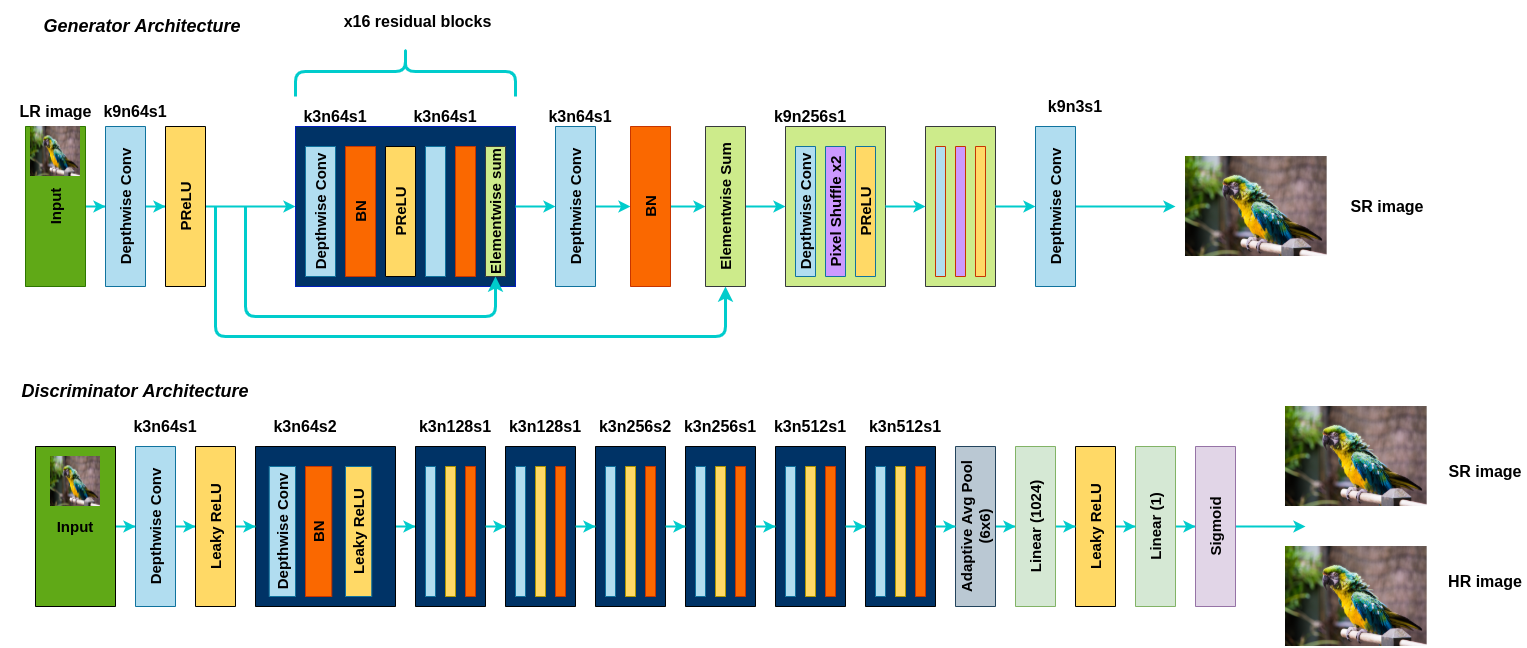 Generator Architecture
x16 residual blocks
LR image
k9n64s1
k3n64s1
k3n64s1
k3n64s1
k9n256s1
k9n3s1
Input
Depthwise Conv
PReLU
Depthwise Conv
BN
PReLU
Elementwise sum
Depthwise Conv
BN
Elementwise Sum
Depthwise Conv
Pixel Shuffle x2
PReLU
Depthwise Conv
SR image
Discriminator Architecture
k3n64s1
k3n64s2
k3n128s1
k3n128s1
k3n256s2
k3n256s1
k3n512s1
k3n512s1
Input
Depthwise Conv
Leaky ReLU
Depthwise Conv
BN
Leaky ReLU
Adaptive Avg Pool
(6x6)
Linear (1024)
Leaky ReLU
Linear (1)
Sigmoid
SR image
HR image